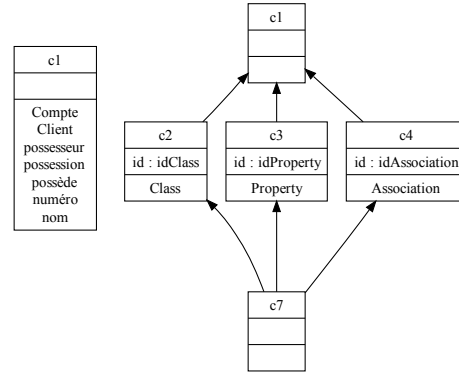 c1
Compte
Client
possesseur
possession
possède
numéro
nom
c1
c2
id : idClass
Class
c3
id : idProperty
Property
c4
id : idAssociation
Association
c7